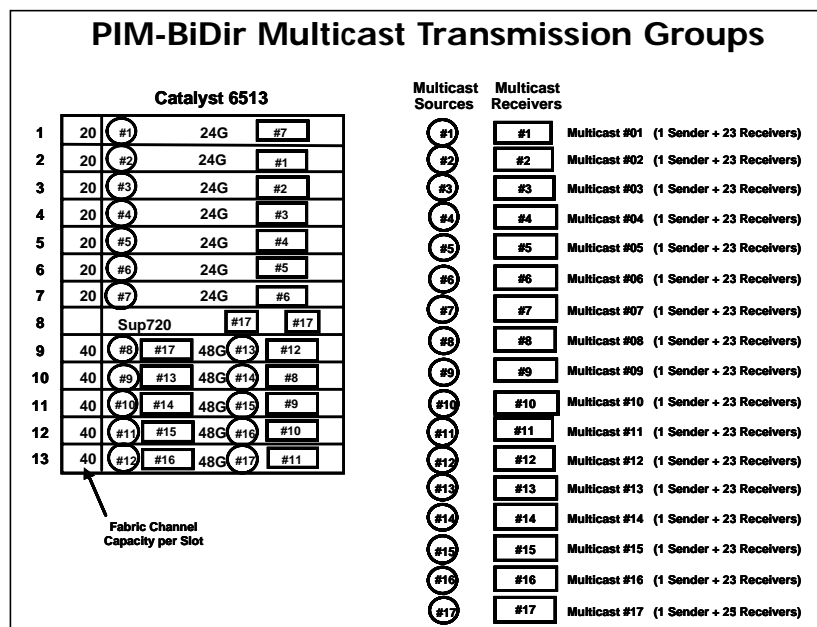 PIM-BiDir Multicast Transmission Groups
Catalyst 6513
Multicast Sources
Multicast Receivers
1 20 #1 24G #7
2 20 #2 24G #1
3 20 #3 24G #2
4 20 #4 24G #3
5 20 #5 24G #4
6 20 #6 24G #5
7 20 #7 24G #6
8 Sup720 #17 #17
9 40 #8 #17 48G #13 #12
10 40 #9 #13 48G #14 #8
11 40 #10 #14 48G #15 #9
12 40 #11 #15 48G #16 #10
13 40 #12 #16 48G #17 #11
Fabric Channel
Capacity per Slot
#1 #1 Multicast #01 (1 Sender + 23 Receivers)
#2 #2 Multicast #02 (1 Sender + 23 Receivers)
#3 #3 Multicast #03 (1 Sender + 23 Receivers)
#4 #4 Multicast #04 (1 Sender + 23 Receivers)
#5 #5 Multicast #05 (1 Sender + 23 Receivers)
#6 #6 Multicast #06 (1 Sender + 23 Receivers)
#7 #7 Multicast #07 (1 Sender + 23 Receivers)
#8 #8 Multicast #08 (1 Sender + 23 Receivers)
#9 #9 Multicast #09 (1 Sender + 23 Receivers)
#10 #10 Multicast #10 (1 Sender + 23 Receivers)
#11 #11 Multicast #11 (1 Sender + 23 Receivers)
#12 #12 Multicast #12 (1 Sender + 23 Receivers)
#13 #13 Multicast #13 (1 Sender + 23 Receivers)
#14 #14 Multicast #14 (1 Sender + 23 Receivers)
#15 #15 Multicast #15 (1 Sender + 23 Receivers)
#16 #16 Multicast #16 (1 Sender + 23 Receivers)
#17 #17 Multicast #17 (1 Sender + 25 Receivers)